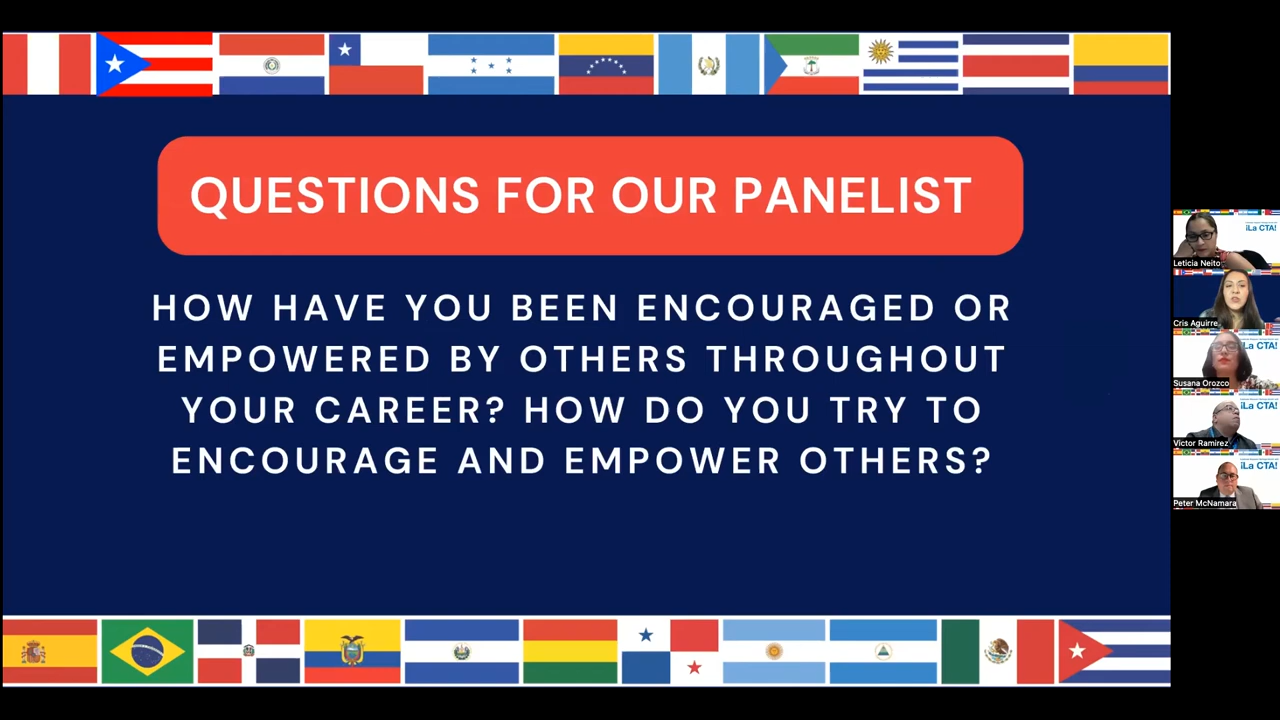 QUESTIONS FOR OUR PANELIST
HOW HAVE YOU BEEN ENCOURAGED OR
EMPOWERED BY OTHERS THROUGHOUT
YOUR CAREER? HOW DO YOU TRY TO
ENCOURAGE AND EMPOWER OTHERS?
¡La CTA!
Leticia Neito
Cris Aguirre
La CTA!
Susana Orozco
¡La CTA!
Victor Ramirez
¡La CTA!
Peter McNamara